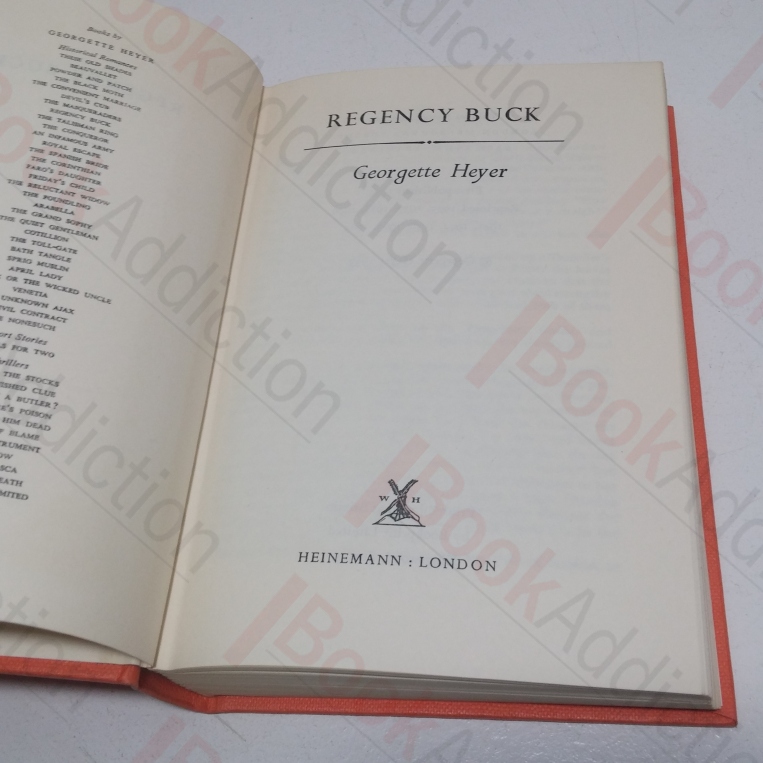 Books by
GEORGETTE HEYER
Historical Romances
THESE OLD SHADES
BEAUVALLET
POWDER AND PATCH
THE BLACK MOTH
THE CONVENIENT MARRIAGE
DEVIL'S CUB
THE MASQUERADERS
REGENCY BUCK
THE TALISMAN RING
THE CONQUEROR
AN INFAMOUS ARMY
ROYAL ESCAPE
THE SPANISH BRIDE
THE CORINTHIAN
FARO'S DAUGHTER
FRIDAY'S CHILD
THE RELUCTANT WIDOW
THE FOUNDLING
ARABELLA
THE GRAND SOPHY
THE QUIET GENTLEMAN
COTILLION
THE TOLL-GATE
BATH TANGLE
SPRIG MUSLIN
APRIL LADY
OR THE WICKED UNCLE
VENETIA
UNKNOWN AJAX
CONTRACT
NONESUCH
Stories
FOR TWO
THE STOCKS
CLUE
A BUTLER?
POISON
HIM DEAD
BLAME
REGENCY BUCK
Georgette Heyer
W H
HEINEMANN : LONDON
BookAddiction
BookAddiction
BookAddiction
BookAddiction